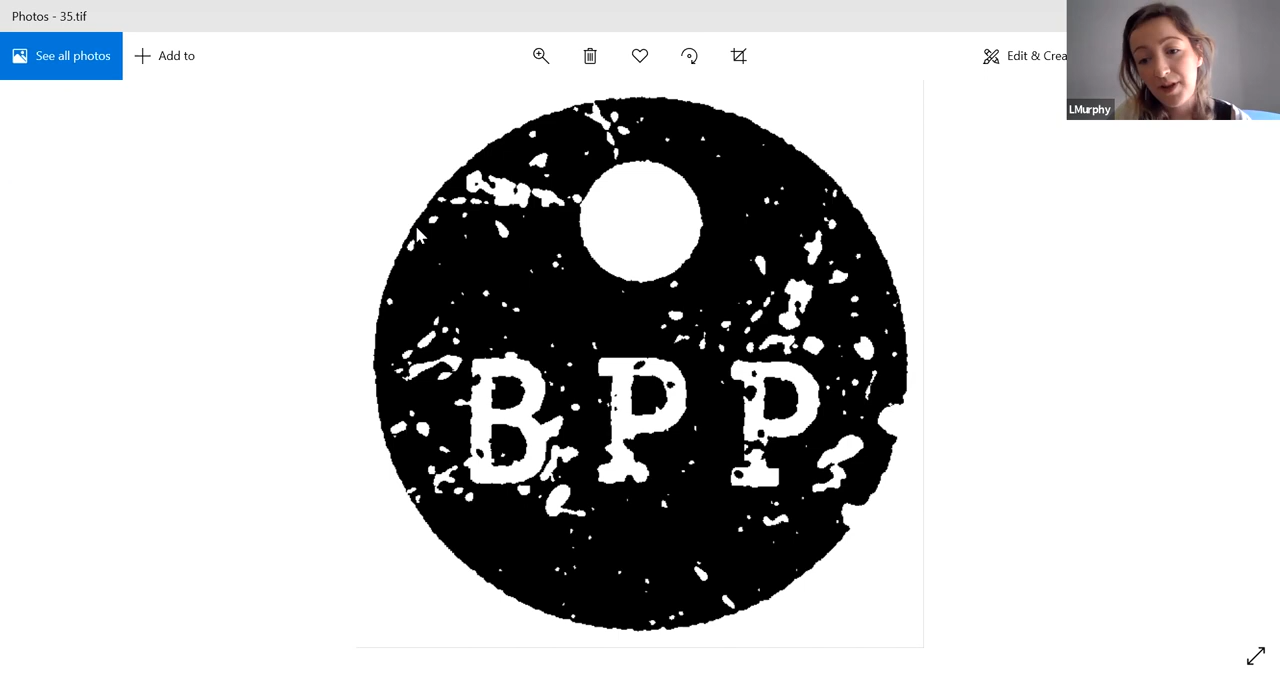 Photos - 35.tif
See all photos
Add to
Edit & Crea
LMurphy
B P P